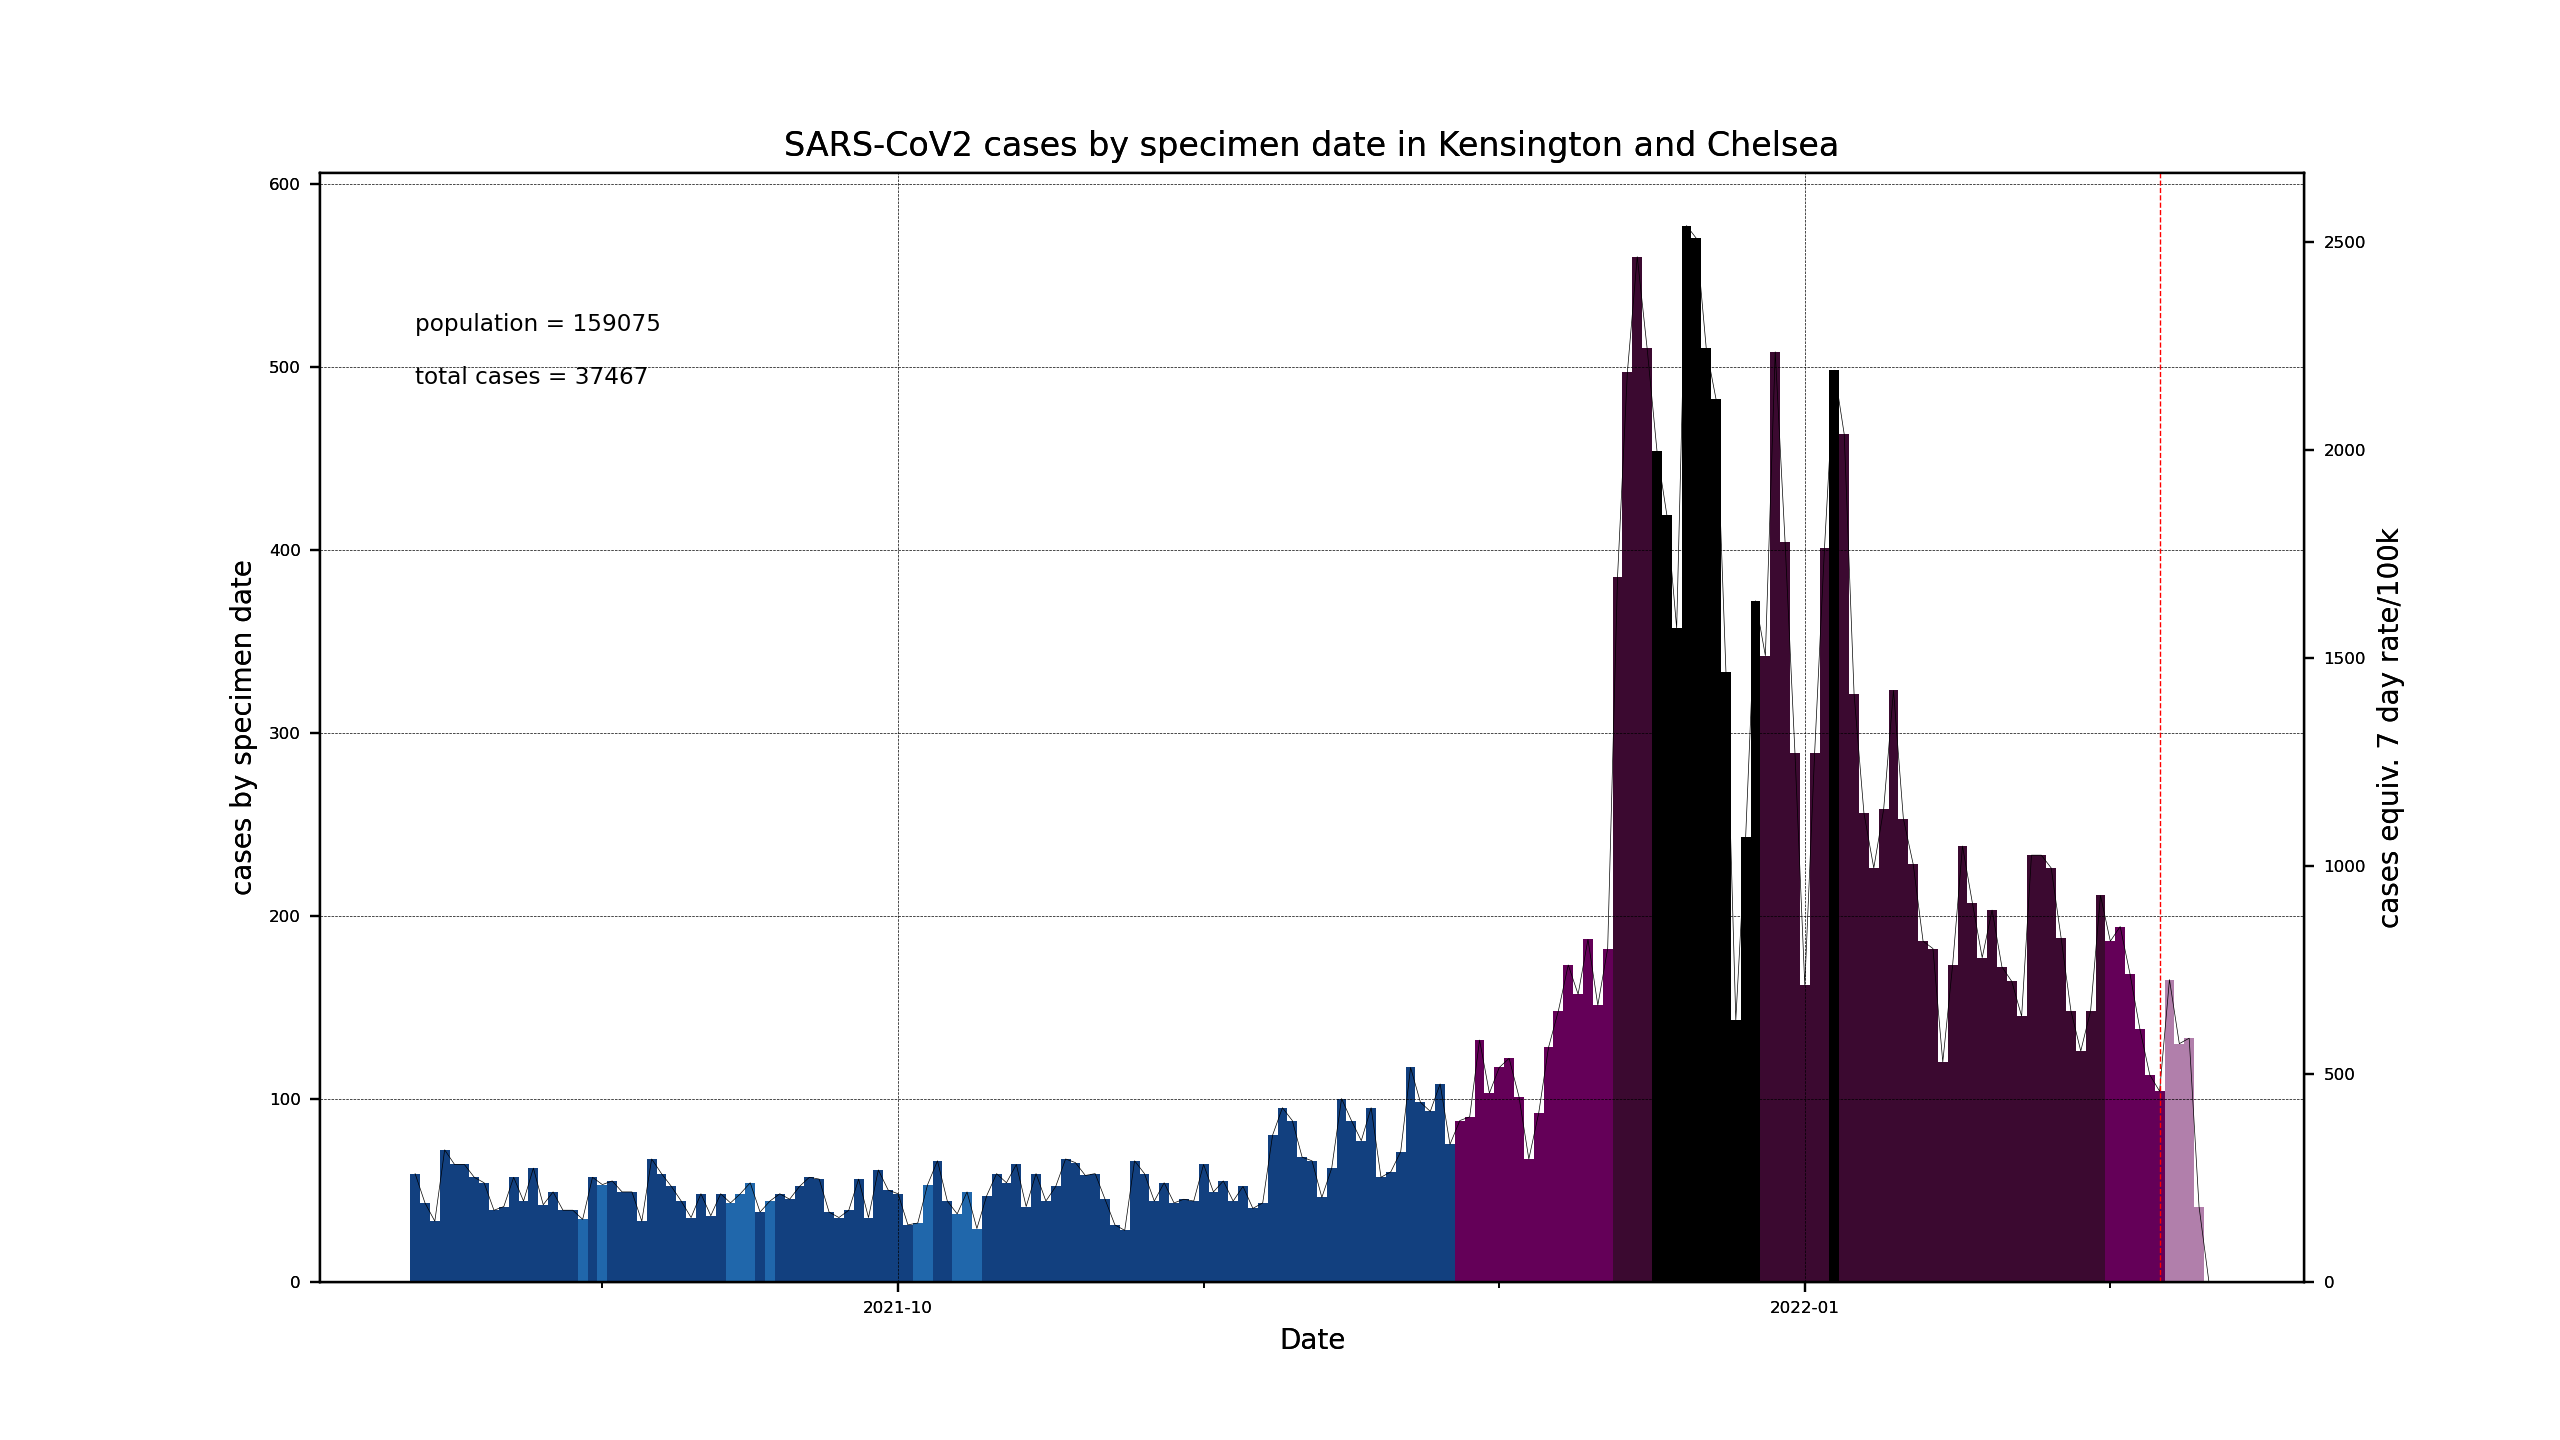 SARS-CoV2 cases by specimen date in Kensington and Chelsea
population = 159075
total cases = 37467
cases by specimen date
600
500
400
300
200
100
0
2500
2000
1500
1000
500
0
cases equiv. 7 day rate/100k
2021-10
2022-01
Date